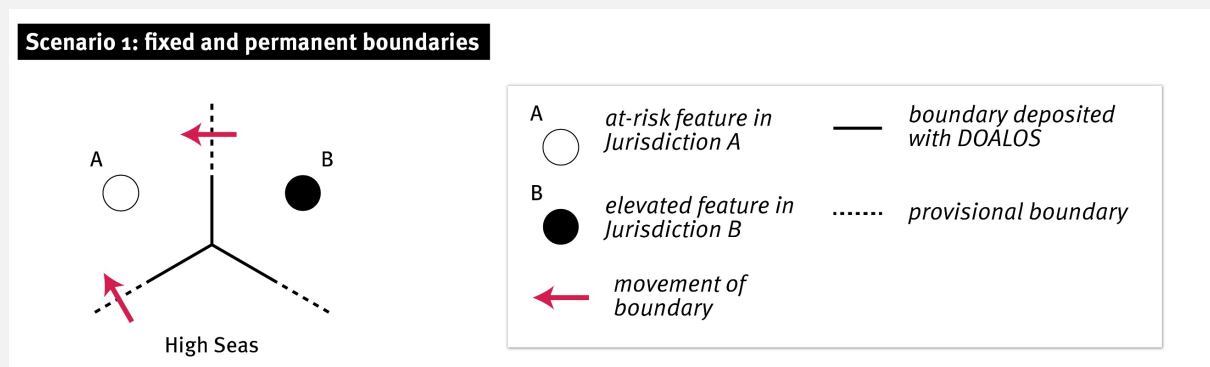 Scenario 1: fixed and permanent boundaries
A
B
High Seas
A
at-risk feature in
Jurisdiction A
B
elevated feature in
Jurisdiction B
movement of
boundary
boundary deposited
with DOALOS
provisional boundary